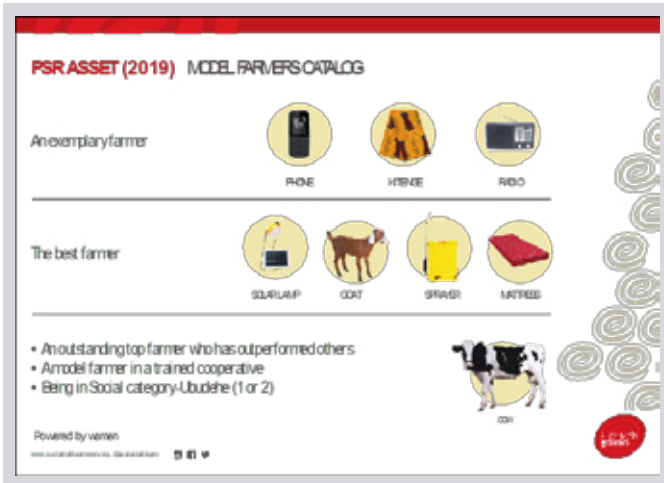 PSR ASSET (2019) MODEL FARMERS CATALOG
An exemplary farmer
PHONE KITENGE RADIO
The best farmer
SOLAR LAMP GOAT SPRAYER MATTRESS
• An outstanding top farmer who has outperformed others
• A model farmer in a trained cooperative
• Being in Social category-Ubudehe (1 or 2)
COW
Powered by women